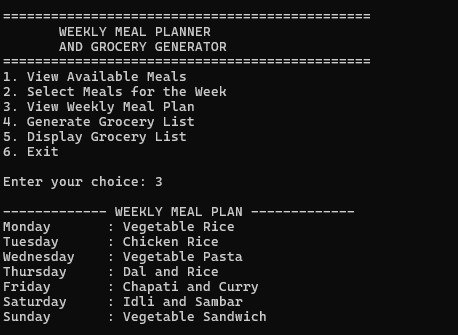 ==============================================
       WEEKLY MEAL PLANNER
       AND GROCERY GENERATOR
==============================================
1. View Available Meals
2. Select Meals for the Week
3. View Weekly Meal Plan
4. Generate Grocery List
5. Display Grocery List
6. Exit

Enter your choice: 3

------------- WEEKLY MEAL PLAN -------------
Monday       : Vegetable Rice
Tuesday      : Chicken Rice
Wednesday    : Vegetable Pasta
Thursday     : Dal and Rice
Friday       : Chapati and Curry
Saturday     : Idli and Sambar
Sunday       : Vegetable Sandwich